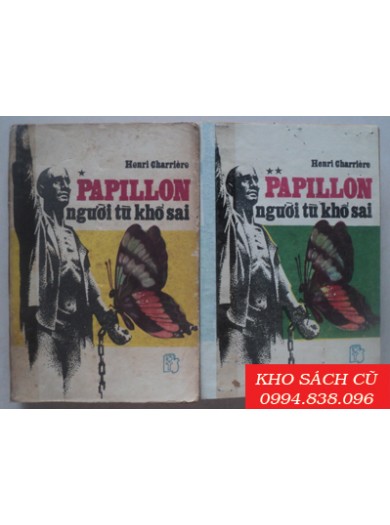 Henri Charrière
*
PAPILLON
người tù khổ sai
Henri Charrière
**
PAPILLON
người tù khổ sai
KHO SÁCH CŨ
0994.838.096